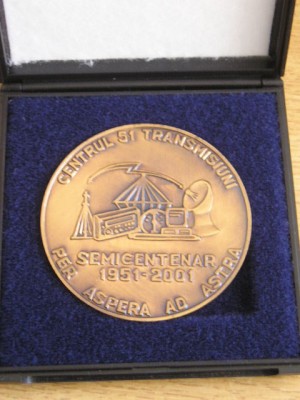 CENTRUL 51 TRANSMISIUNI
SEMICENTENAR
1951-2001
PER ASPERA AD ASTRA